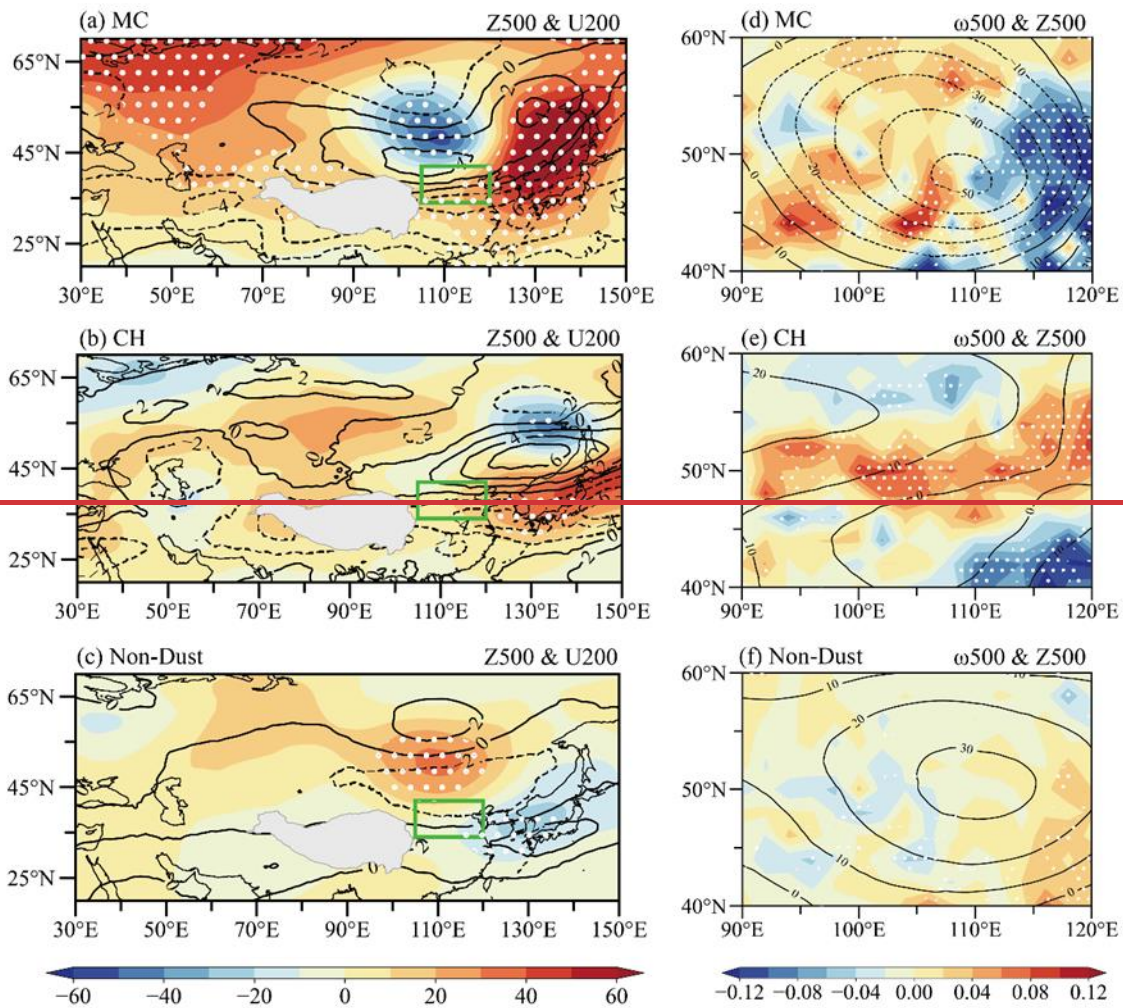 (a) MC Z500 & U200
65°N
45°N
25°N
30°E 50°E 70°E 90°E 110°E 130°E 150°E
(d) MC ω500 & Z500
60°N
50°N
40°N
90°E 100°E 110°E 120°E
(b) CH Z500 & U200
65°N
45°N
25°N
30°E 50°E 70°E 90°E 110°E 130°E 150°E
(e) CH ω500 & Z500
60°N
50°N
40°N
90°E 100°E 110°E 120°E
(c) Non-Dust Z500 & U200
65°N
45°N
25°N
30°E 50°E 70°E 90°E 110°E 130°E 150°E
(f) Non-Dust ω500 & Z500
60°N
50°N
40°N
90°E 100°E 110°E 120°E
−60 −40 −20 0 20 40 60
−0.12 −0.08 −0.04 0.00 0.04 0.08 0.12